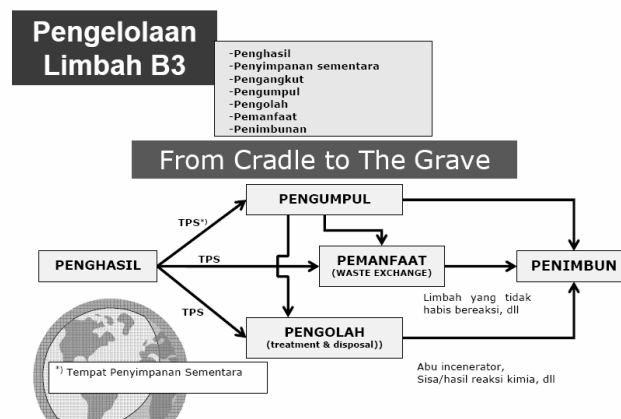 Pengelolaan
Limbah B3
-Penghasil
-Penyimpanan sementara
-Pengangkut
-Pengumpul
-Pengolah
-Pemanfaat
-Penimbunan
From Cradle to The Grave
PENGUMPUL
TPS*)
PENGHASIL
TPS
PEMANFAAT
(WASTE EXCHANGE)
PENIMBUN
Limbah yang tidak
habis bereaksi, dll
TPS
PENGOLAH
(treatment & disposal))
*) Tempat Penyimpanan Sementara
Abu incenerator,
Sisa/hasil reaksi kimia, dll